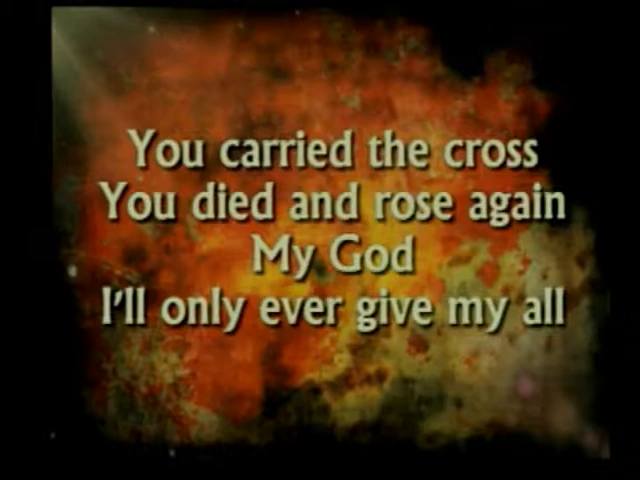 You carried the cross
You died and rose again
My God
I'll only ever give my all